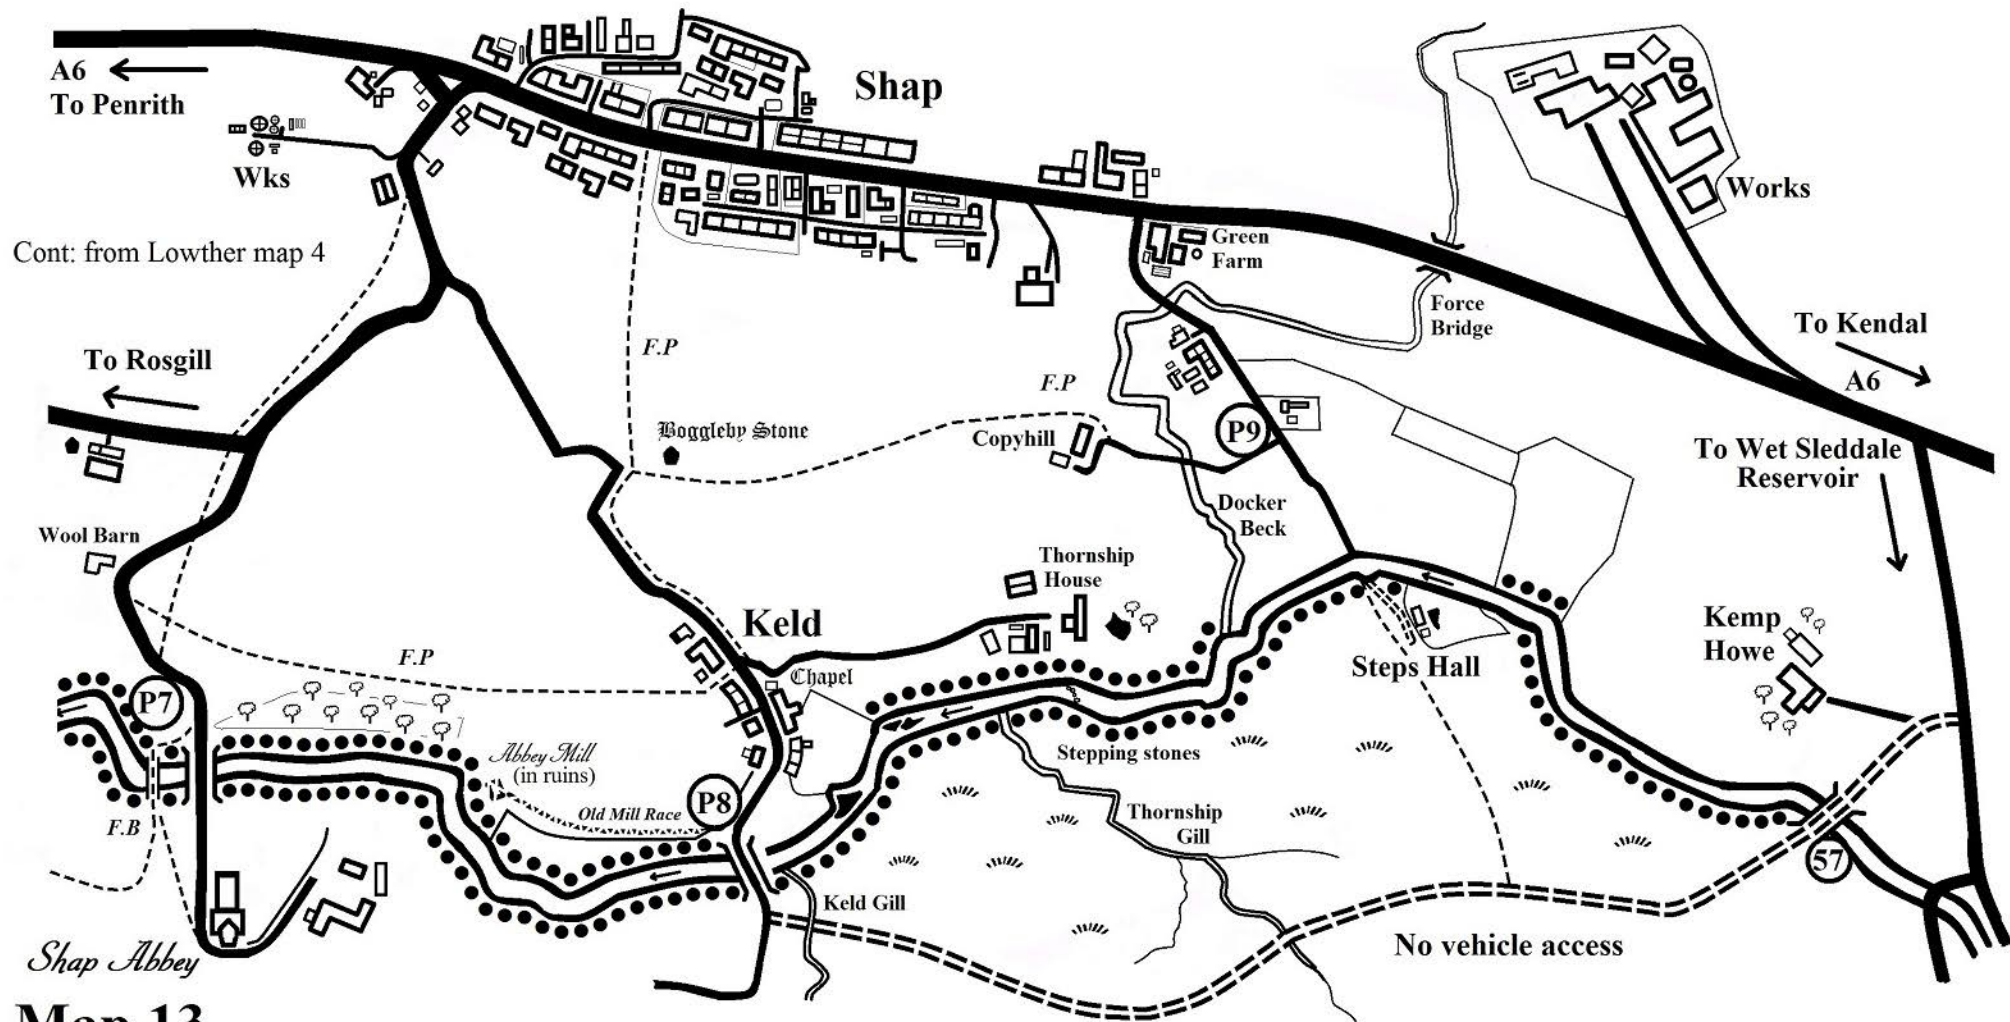 A6
To Penrith
Shap
Wks
Works
Cont: from Lowther map 4
Green
Farm
Force
Bridge
To Kendal
A6
To Rosgill
F.P
F.P
Boggleby Stone
Copyhill
P9
To Wet Sleddale
Reservoir
Docker
Beck
Wool Barn
Thornship
House
Keld
Kemp
Howe
F.P
Chapel
Steps Hall
P7
Stepping stones
Abbey Mill
(in ruins)
Old Mill Race
P8
Thornship
Gill
F.B
57
Keld Gill
No vehicle access
Shap Abbey
Map 13